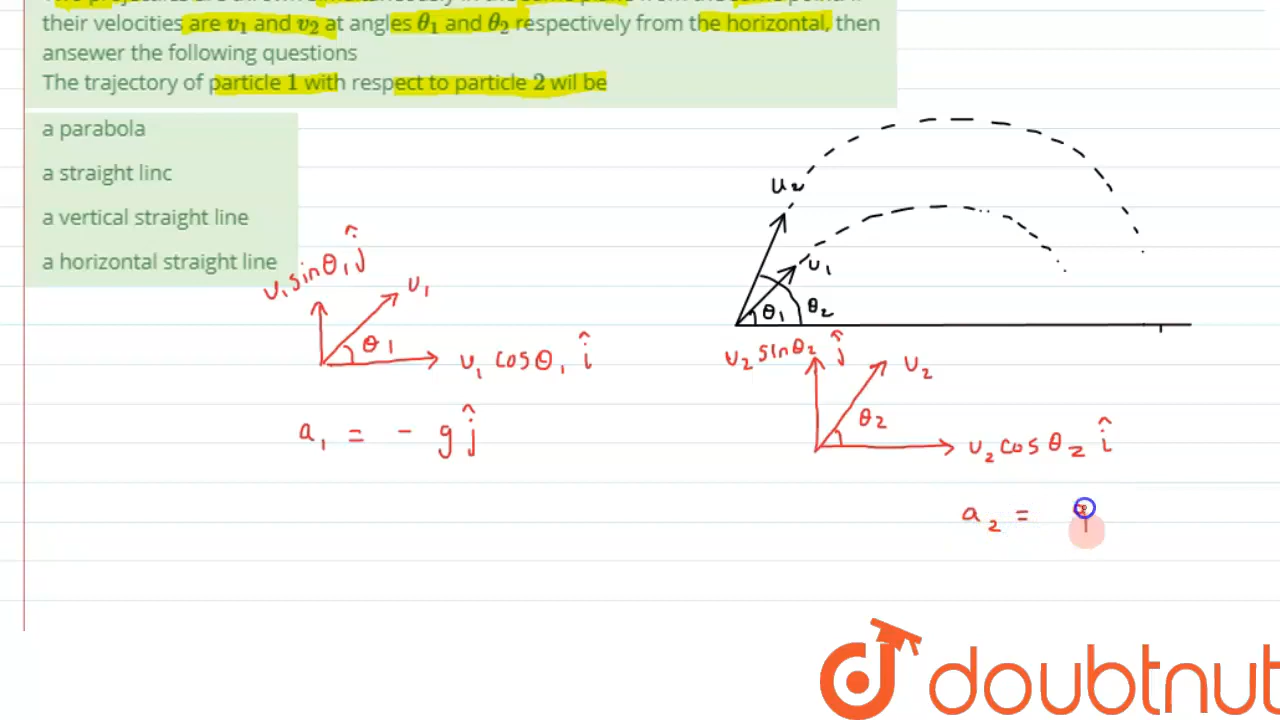 their velocities are v₁ and v₂ at angles θ₁ and θ₂ respectively from the horizontal, then
ansewer the following questions
The trajectory of particle 1 with respect to particle 2 wil be
a parabola
a straight linc
a vertical straight line
a horizontal straight line
u₂
u₁
θ₁ θ₂
v₁ sinθ₁ ĵ
v₁
θ₁
v₁ cosθ₁ î
a₁ = - g ĵ
v₂ sinθ₂ ĵ
v₂
θ₂
v₂ cosθ₂ î
a₂ =
doubtnut